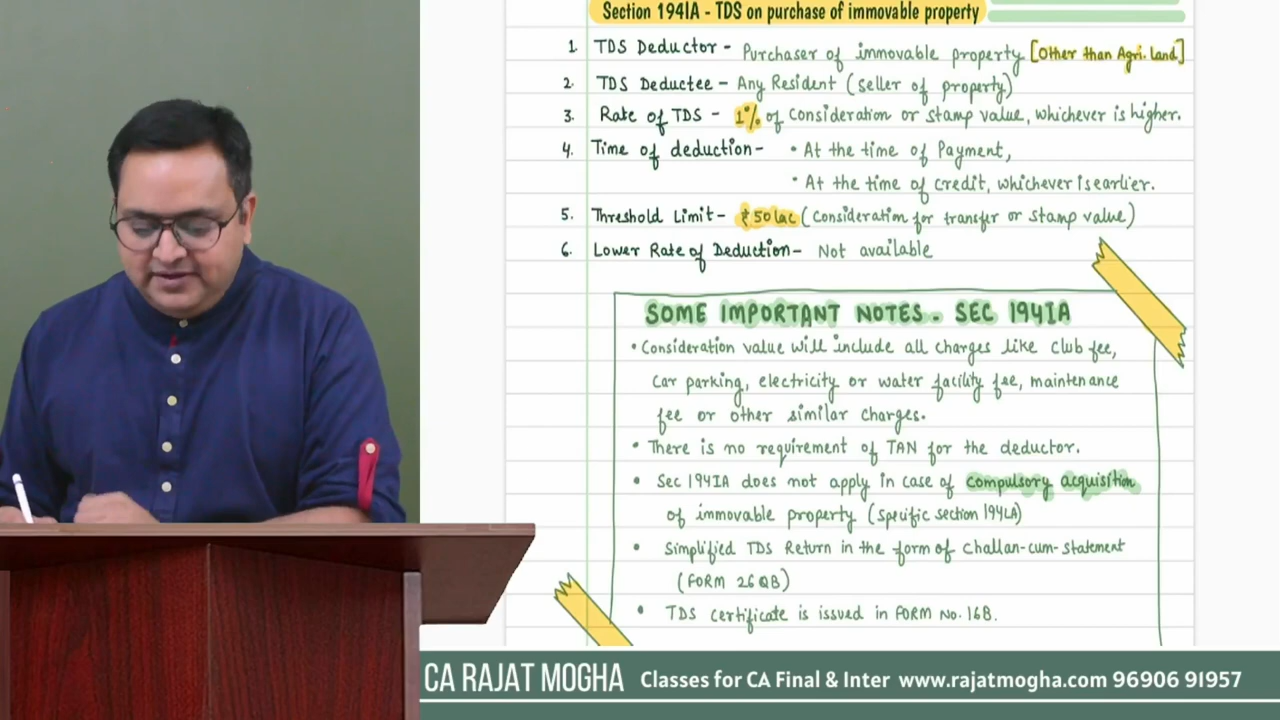 Section 194IA - TDS on purchase of immovable property
1. TDS Deductor - Purchaser of immovable property [Other than Agri. land]
2. TDS Deductee - Any Resident (seller of property)
3. Rate of TDS - 1% of Consideration or stamp value, whichever is higher.
4. Time of deduction- • At the time of Payment,
• At the time of credit, whichever is earlier.
5. Threshold Limit- ₹50 lac (Consideration for transfer or stamp value)
6. Lower Rate of Deduction- Not available
SOME IMPORTANT NOTES - SEC 194IA
• Consideration value will include all charges like club fee,
car parking, electricity or water facility fee, maintenance
fee or other similar charges.
• There is no requirement of TAN for the deductor.
• Sec 194IA does not apply in case of compulsory acquisition
of immovable property (specific section 194LA)
• Simplified TDS Return in the form of challan-cum-statement
(FORM 26QB)
• TDS certificate is issued in FORM No. 16B.
CA RAJAT MOGHA Classes for CA Final & Inter www.rajatmogha.com 96906 91957